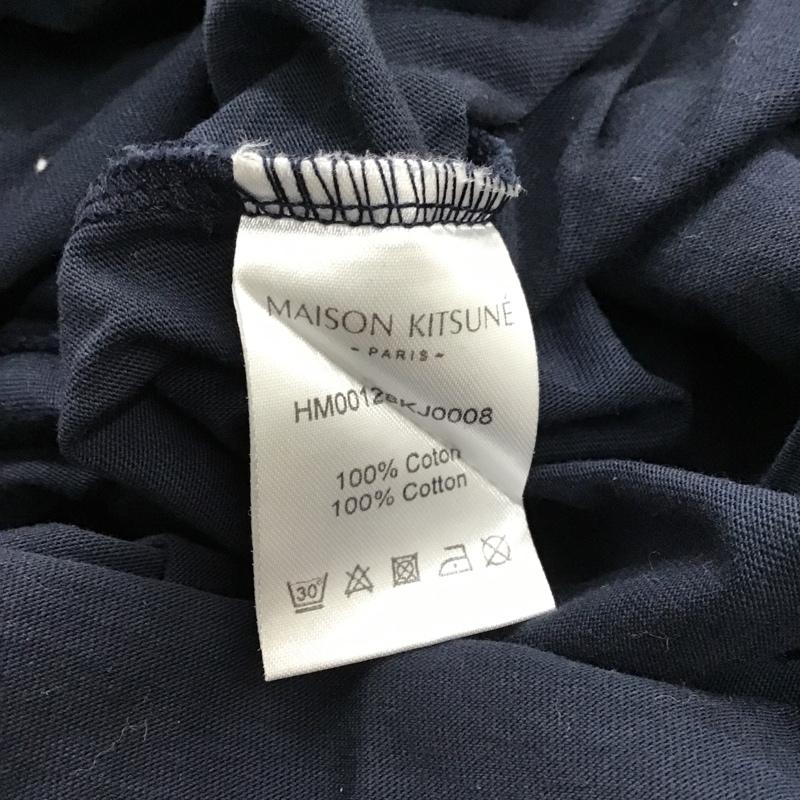 MAISON KITSUNÉ
- PARIS -
100% Coton
100% Cotton
30°